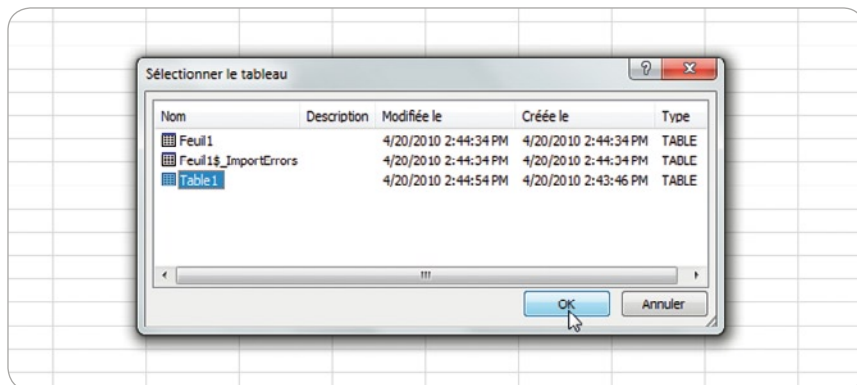 Sélectionner le tableau
Nom Description Modifiée le Créée le Type
Feuil1 4/20/2010 2:44:34 PM 4/20/2010 2:44:34 PM TABLE
Feuil1$_ImportErrors 4/20/2010 2:44:34 PM 4/20/2010 2:44:34 PM TABLE
Table1 4/20/2010 2:44:54 PM 4/20/2010 2:43:46 PM TABLE
OK Annuler